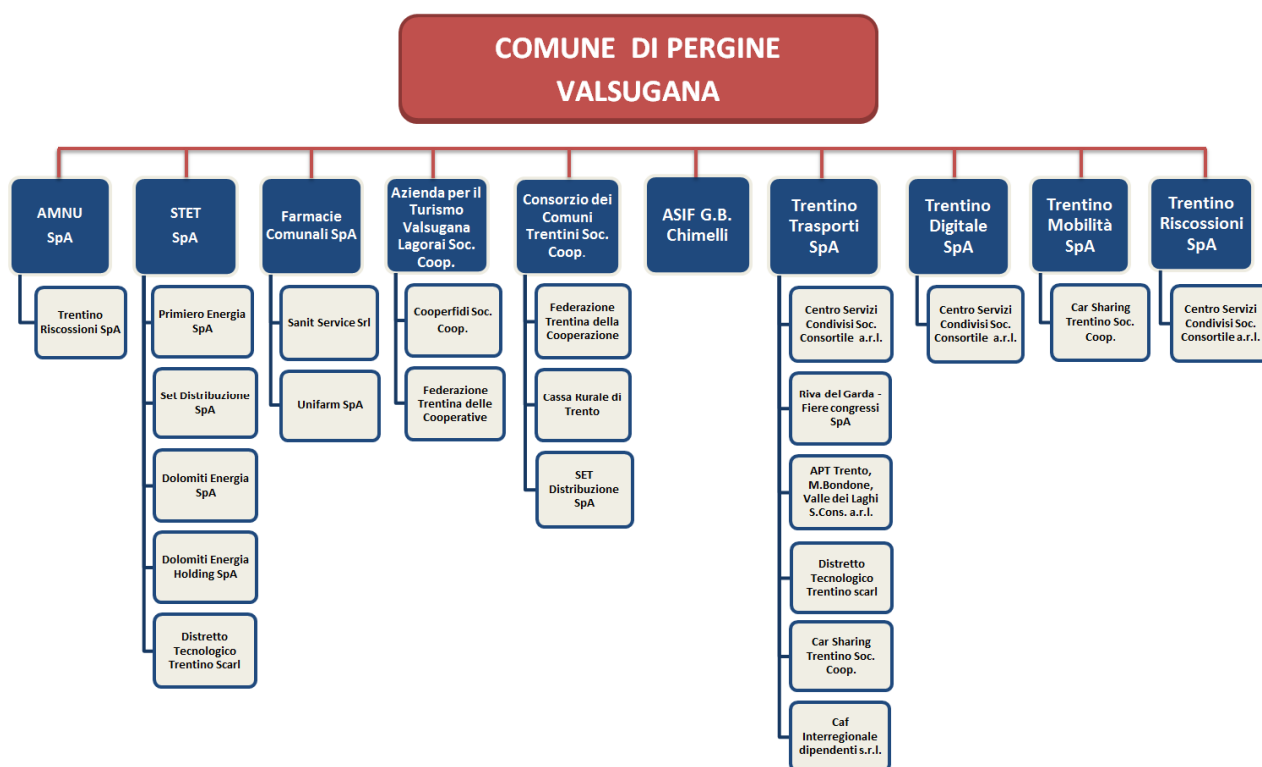 COMUNE DI PERGINE
VALSUGANA
AMNU
SpA
STET
SpA
Farmacie
Comunali SpA
Azienda per il
Turismo
Valsugana
Lagorai Soc.
Coop.
Consorzio dei
Comuni
Trentini Soc.
Coop.
ASIF G.B.
Chimelli
Trentino
Trasporti
SpA
Trentino
Digitale
SpA
Trentino
Mobilità
SpA
Trentino
Riscossioni
SpA
Trentino
Riscossioni SpA
Primiero Energia
SpA
Set Distribuzione
SpA
Dolomiti Energia
SpA
Dolomiti Energia
Holding SpA
Distretto
Tecnologico
Trentino Scarl
Sanit Service Srl
Unifarm SpA
Cooperfidi Soc.
Coop.
Federazione
Trentina delle
Cooperative
Federazione
Trentina della
Cooperazione
Cassa Rurale di
Trento
SET
Distribuzione
SpA
Centro Servizi
Condivisi Soc.
Consortile a.r.l.
Riva del Garda -
Fiere congressi
SpA
APT Trento,
M.Bondone,
Valle dei Laghi
S.Cons. a.r.l.
Distretto
Tecnologico
Trentino scarl
Car Sharing
Trentino Soc.
Coop.
Caf
Interregionale
dipendenti s.r.l.
Centro Servizi
Condivisi Soc.
Consortile a.r.l.
Car Sharing
Trentino Soc.
Coop.
Centro Servizi
Condivisi Soc.
Consortile a.r.l.